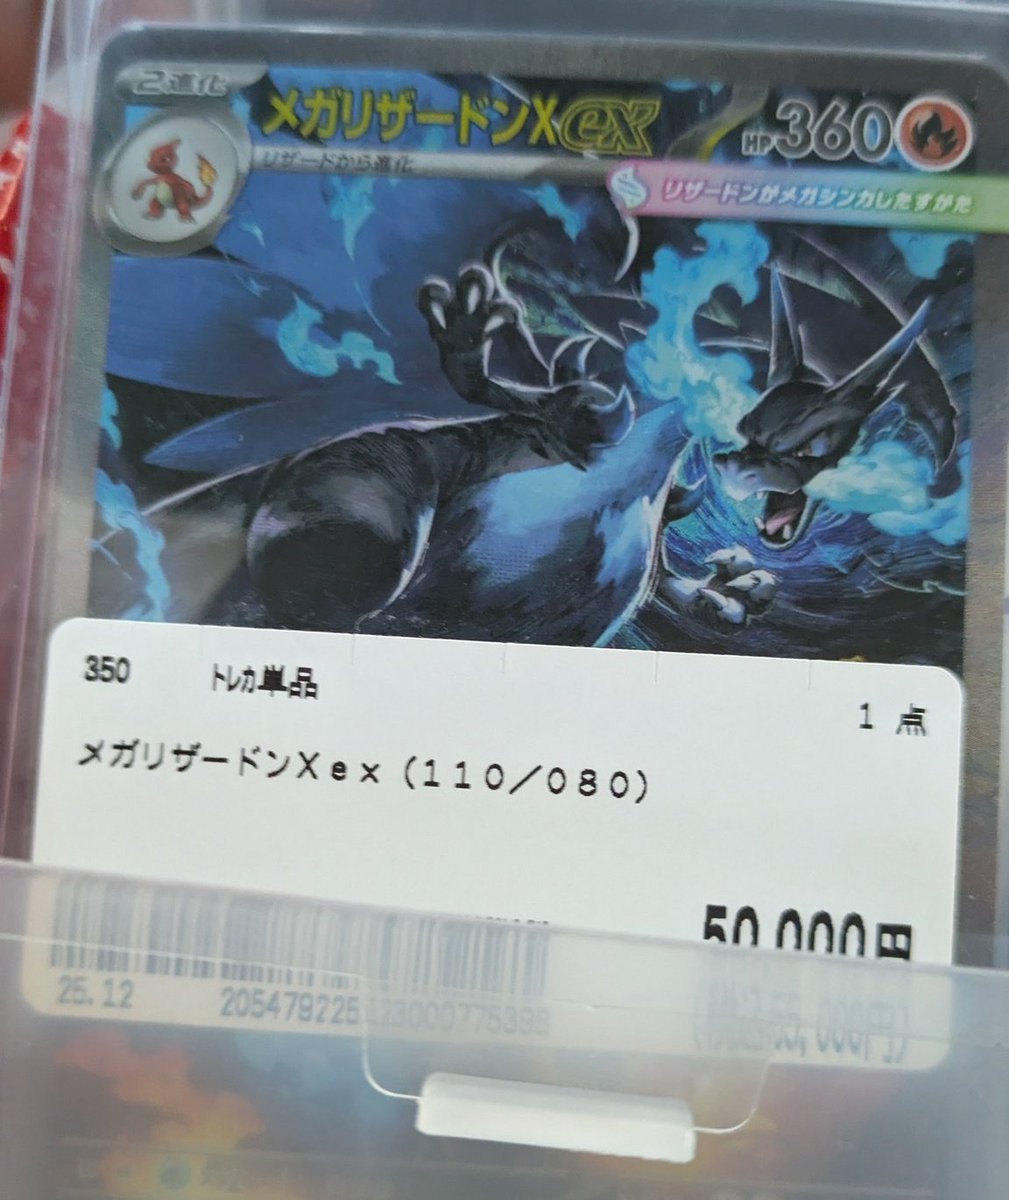 2進化
メガリザードンXex
HP360
リザードから進化
リザードンがメガシンカしたすがた
350 トレカ単品
1 点
メガリザードンXex (110/080)
50,000円
25.12